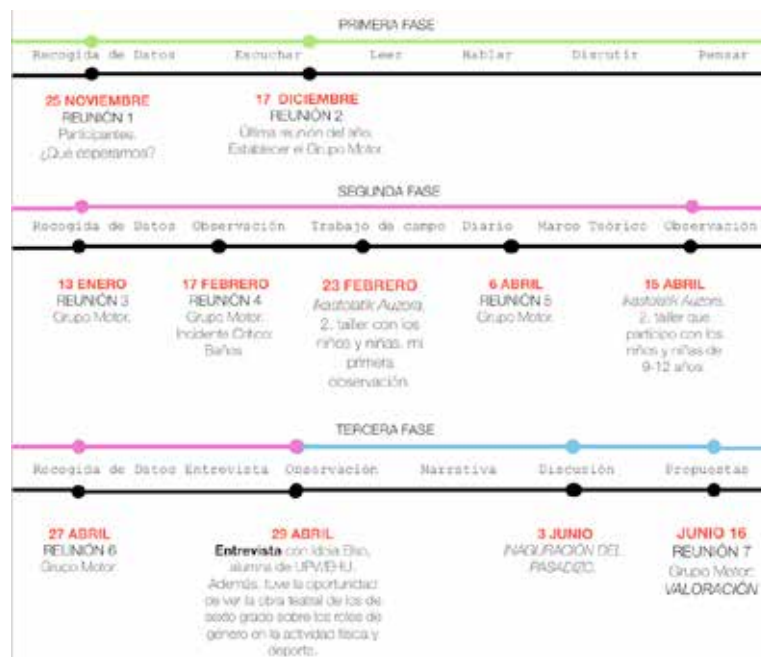 PRIMERA FASE
Recogida de Datos Escuchar Leer Hablar Discutir Pensar
25 NOVIEMBRE
REUNIÓN 1
Participantes.
¿Que esperamos?
17 DICIEMBRE
REUNIÓN 2
Última reunión del año.
Establecer el Grupo Motor.
SEGUNDA FASE
Recogida de Datos Observación Trabajo de campo Diario Marco Teórico Observación
13 ENERO
REUNIÓN 3
Grupo Motor.
17 FEBRERO
REUNIÓN 4
Grupo Motor.
Incidente Critico:
Baños
23 FEBRERO
Ikastolatik Auzora,
2. taller con los
niños y niñas, mi
primera
observación
6 ABRIL
REUNIÓN 5
Grupo Motor.
15 ABRIL
Ikastolatik Auzora,
2. taller que
participo con los
niños y niñas de
9-12 años
TERCERA FASE
Recogida de Datos Entrevista Observación Narrativa Discusión Propuestas
27 ABRIL
REUNIÓN 6
Grupo Motor
29 ABRIL
Entrevista con Idoia Elso,
alumna de UPV/EHU.
Además, tuve la oportunidad
de ver la obra teatral de los de
sexto grado sobre los roles de
género en la actividad física y
deporte.
3 JUNIO
INAGURACIÓN DEL
PASADIZO.
JUNIO 16
REUNIÓN 7
Grupo Motor:
VALORACIÓN